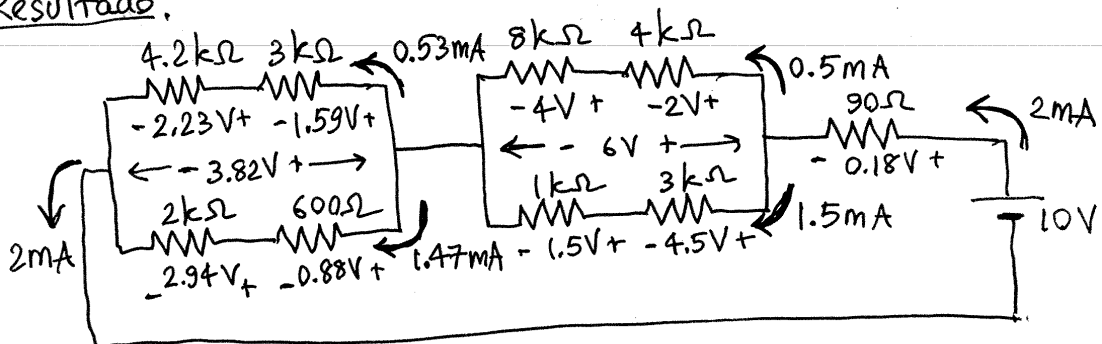 Resultado.
4.2kΩ 3kΩ 0.53mA 8kΩ 4kΩ 0.5mA
- 2.23V + - 1.59V + - 4V + - 2V + 90Ω 2mA
- 3.82V + - 6V + - 0.18V +
2kΩ 600Ω 1kΩ 3kΩ 1.5mA 10V
2mA - 2.94V + - 0.88V + 1.47mA - 1.5V + - 4.5V +